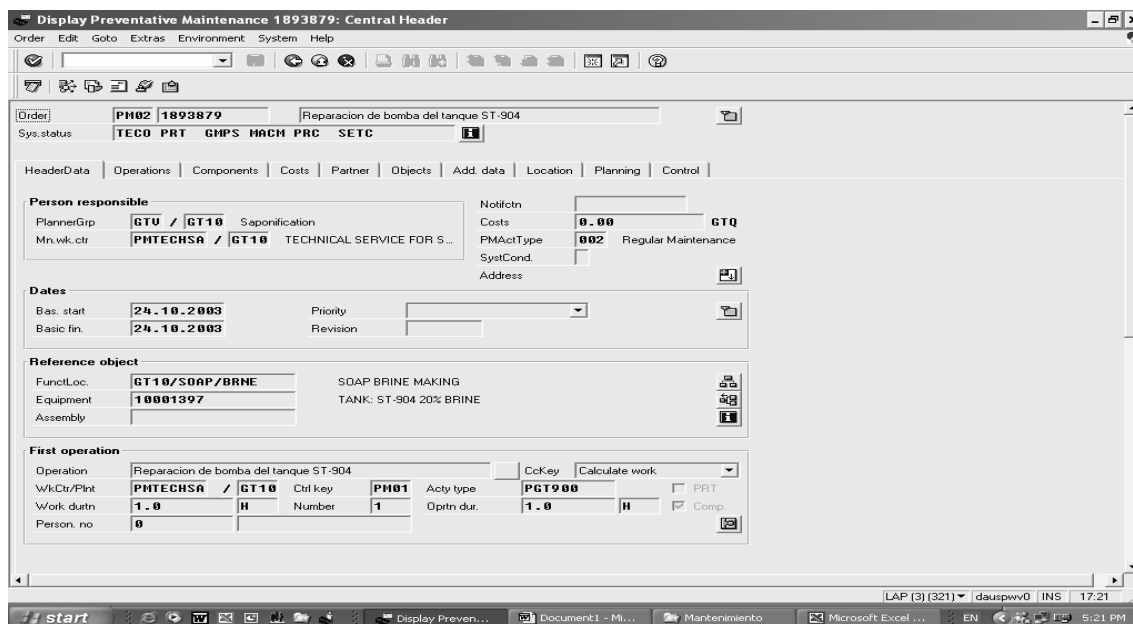 Display Preventative Maintenance 1893879: Central Header
Order Edit Goto Extras Environment System Help
Order PM02 1893879 Reparacion de bomba del tanque ST-904
Sys.status TECO PRT GMPS MACM PRC SETC
HeaderData Operations Components Costs Partner Objects Add. data Location Planning Control
Person responsible
Notifctn
PlannerGrp GTV / GT10 Saponification
Costs 0.00 GTQ
Mn.wk.ctr PMTECHSA / GT10 TECHNICAL SERVICE FOR S...
PMActType 002 Regular Maintenance
SystCond.
Address
Dates
Bas. start 24.10.2003 Priority
Basic fin. 24.10.2003 Revision
Reference object
FunctLoc. GT10/SOAP/BRNE SOAP BRINE MAKING
Equipment 10001397 TANK: ST-904 20% BRINE
Assembly
First operation
Operation Reparacion de bomba del tanque ST-904 CcKey Calculate work
WkCtr/Plnt PMTECHSA / GT10 Ctrl key PM01 Acty type PGT900 PRT
Work durtn 1.0 H Number 1 Oprtn dur. 1.0 H Comp.
Person. no 0
LAP (3) (321) dauspwv0 INS 17:21
start Display Preven... Document1 - Mi... Mantenimiento Microsoft Excel ... EN 5:21 PM